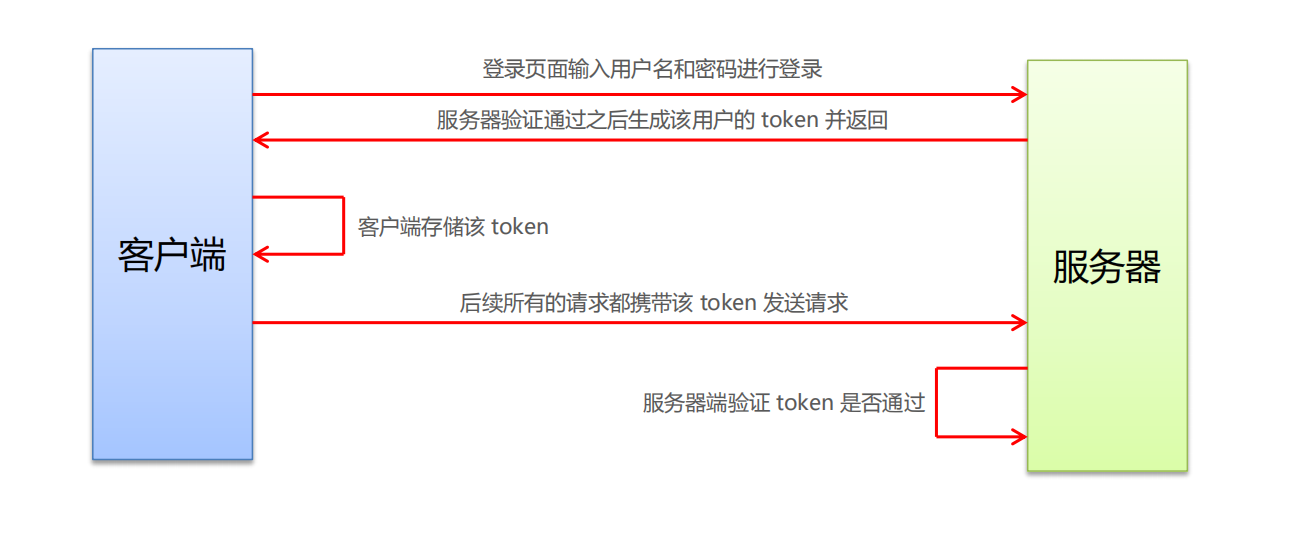 登录页面输入用户名和密码进行登录
服务器验证通过之后生成该用户的 token 并返回
客户端存储该 token
客户端
服务器
后续所有的请求都携带该 token 发送请求
服务器端验证 token 是否通过